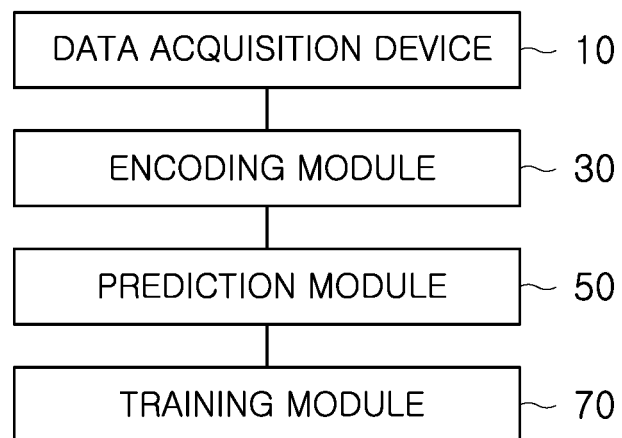 DATA ACQUISITION DEVICE 10
ENCODING MODULE 30
PREDICTION MODULE 50
TRAINING MODULE 70